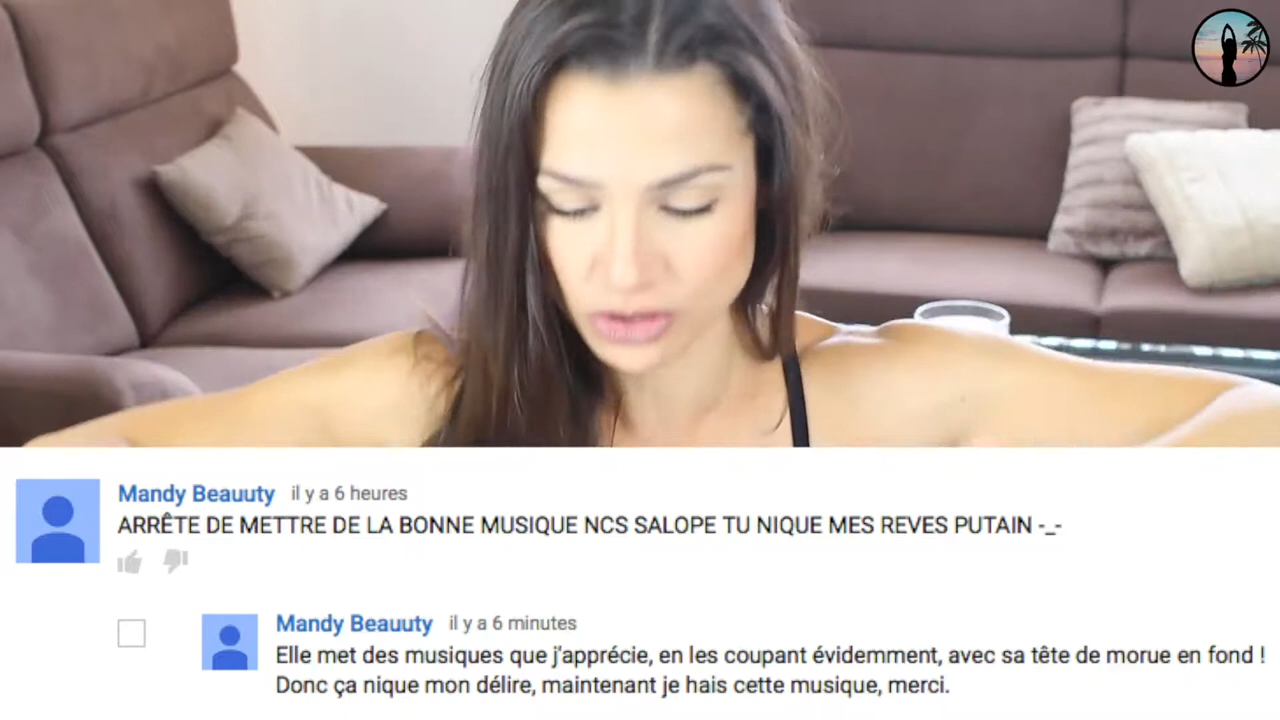 Mandy Beauuty il y a 6 heures
ARRÊTE DE METTRE DE LA BONNE MUSIQUE NCS SALOPE TU NIQUE MES REVES PUTAIN -_-
Mandy Beauuty il y a 6 minutes
Elle met des musiques que j'apprécie, en les coupant évidemment, avec sa tête de morue en fond !
Donc ça nique mon délire, maintenant je hais cette musique, merci.